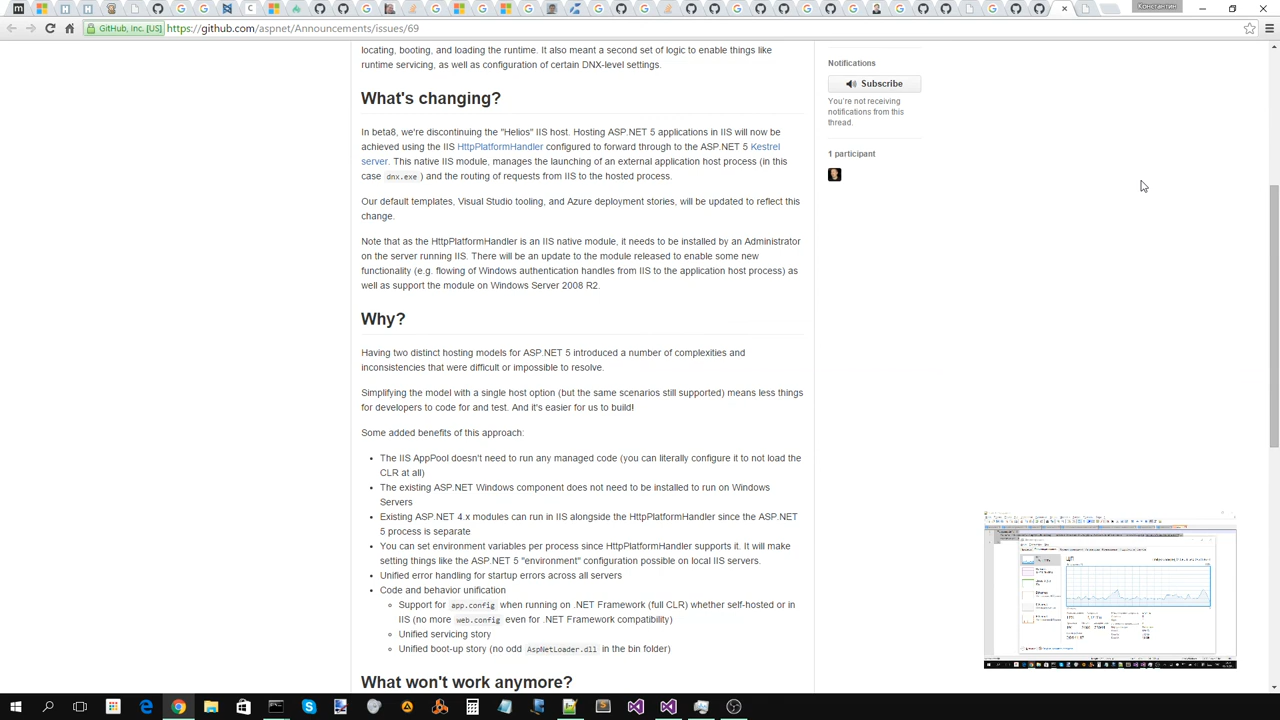 Константин
GitHub, Inc. [US]
https://github.com/aspnet/Announcements/issues/69
locating, booting, and loading the runtime. It also meant a second set of logic to enable things like
runtime servicing, as well as configuration of certain DNX-level settings.
What's changing?
In beta8, we're discontinuing the "Helios" IIS host. Hosting ASP.NET 5 applications in IIS will now be
achieved using the IIS HttpPlatformHandler configured to forward through to the ASP.NET 5 Kestrel
server. This native IIS module, manages the launching of an external application host process (in this
case dnx.exe ) and the routing of requests from IIS to the hosted process.
Our default templates, Visual Studio tooling, and Azure deployment stories, will be updated to reflect this
change.
Note that as the HttpPlatformHandler is an IIS native module, it needs to be installed by an Administrator
on the server running IIS. There will be an update to the module released to enable some new
functionality (e.g. flowing of Windows authentication handles from IIS to the application host process) as
well as support the module on Windows Server 2008 R2.
Why?
Having two distinct hosting models for ASP.NET 5 introduced a number of complexities and
inconsistencies that were difficult or impossible to resolve.
Simplifying the model with a single host option (but the same scenarios still supported) means less things
for developers to code for and test. And it's easier for us to build!
Some added benefits of this approach:
The IIS AppPool doesn't need to run any managed code (you can literally configure it to not load the
CLR at all)
The existing ASP.NET Windows component does not need to be installed to run on Windows
Servers
Existing ASP.NET 4.x modules can run in IIS alongside the HttpPlatformHandler since the ASP.NET
5 process is separate
You can set environment variables per process since HttpPlatformHandler supports it. It will make
setting things like the ASP.NET 5 "environment" configuration possible on local IIS servers.
Unified error handling for startup errors across all servers
Code and behavior unification
Support for app.config when running on .NET Framework (full CLR) whether self-hosted or in
IIS (no more web.config even for .NET Framework compatibility)
Unified servicing story
Unified bootup story (no odd AspNetLoader.dll in the bin folder)
What won't work anymore?
Notifications
Subscribe
You're not receiving
notifications from this
thread.
1 participant